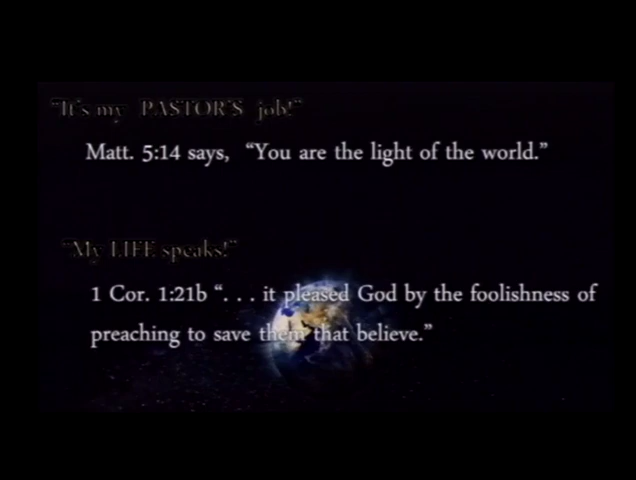 "It's my PASTOR'S job!"
Matt. 5:14 says, "You are the light of the world."
"My LIFE speaks!"
1 Cor. 1:21b ". . . it pleased God by the foolishness of
preaching to save them that believe."